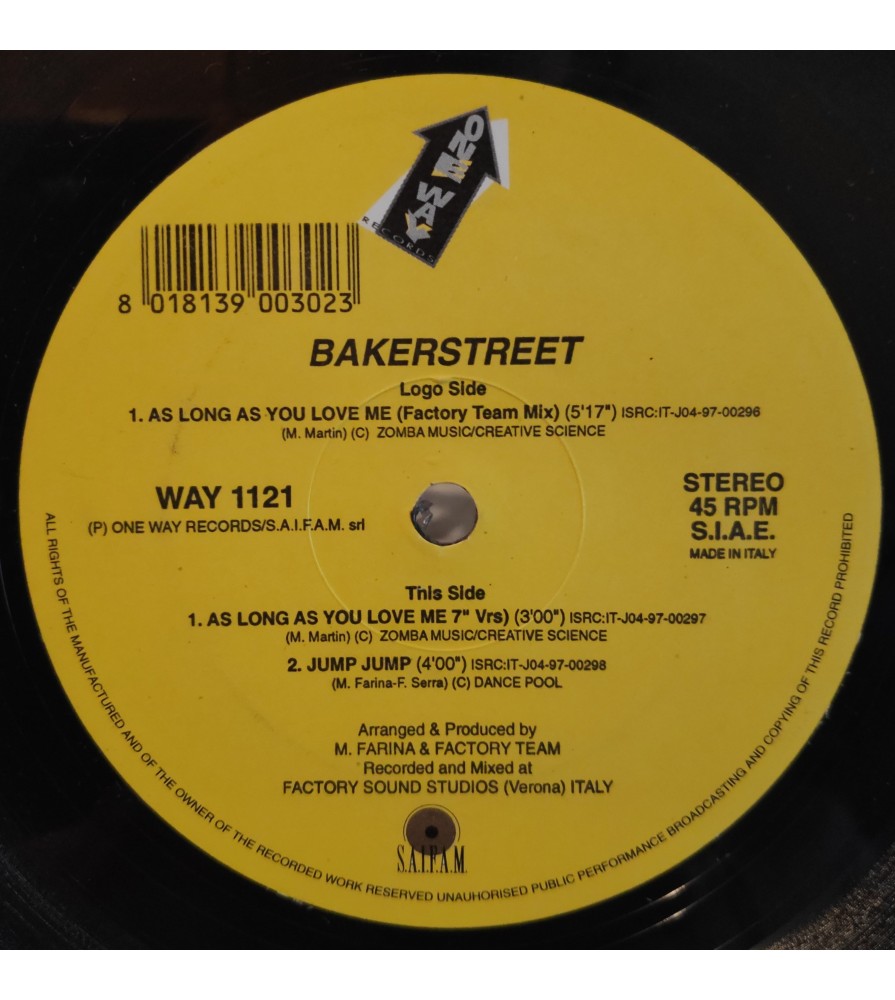 ONE WAY
RECORDS
8 018139 003023
BAKERSTREET
Logo Side
1. AS LONG AS YOU LOVE ME (Factory Team Mix) (5'17") ISRC:IT-J04-97-00296
(M. Martin) (C) ZOMBA MUSIC/CREATIVE SCIENCE
WAY 1121
(P) ONE WAY RECORDS/S.A.I.F.A.M. srl
STEREO
45 RPM
S.I.A.E.
MADE IN ITALY
This Side
1. AS LONG AS YOU LOVE ME 7" Vrs) (3'00") ISRC:IT-J04-97-00297
(M. Martin) (C) ZOMBA MUSIC/CREATIVE SCIENCE
2. JUMP JUMP (4'00") ISRC:IT-J04-97-00298
(M. Farina-F. Serra) (C) DANCE POOL
Arranged & Produced by
M. FARINA & FACTORY TEAM
Recorded and Mixed at
FACTORY SOUND STUDIOS (Verona) ITALY
S.A.I.F.A.M.
ALL RIGHTS OF THE MANUFACTURED AND OF THE OWNER OF THE RECORDED WORK RESERVED UNAUHORISED PUBLIC PERFORMANCE BROADCASTING AND COPYING OF THIS RECORD PROHIBITED